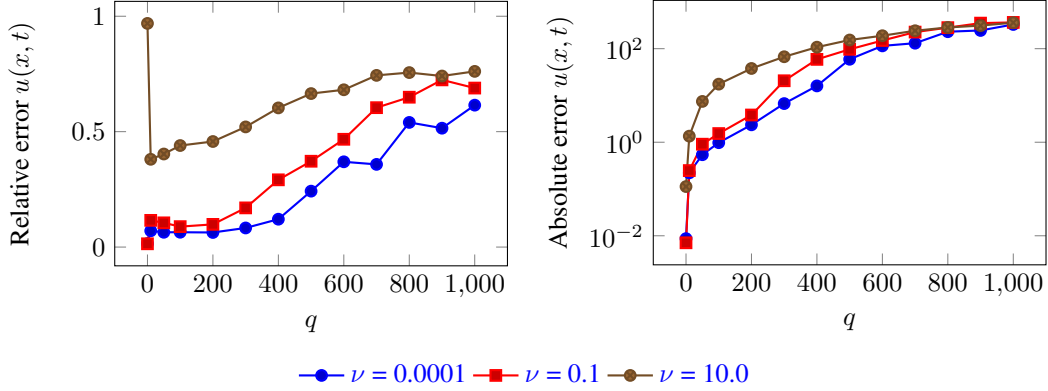 Relative error u(x, t)
1
0.5
0
0 200 400 600 800 1,000
q
Absolute error u(x, t)
10^2
10^0
10^−2
0 200 400 600 800 1,000
q
ν = 0.0001 ν = 0.1 ν = 10.0